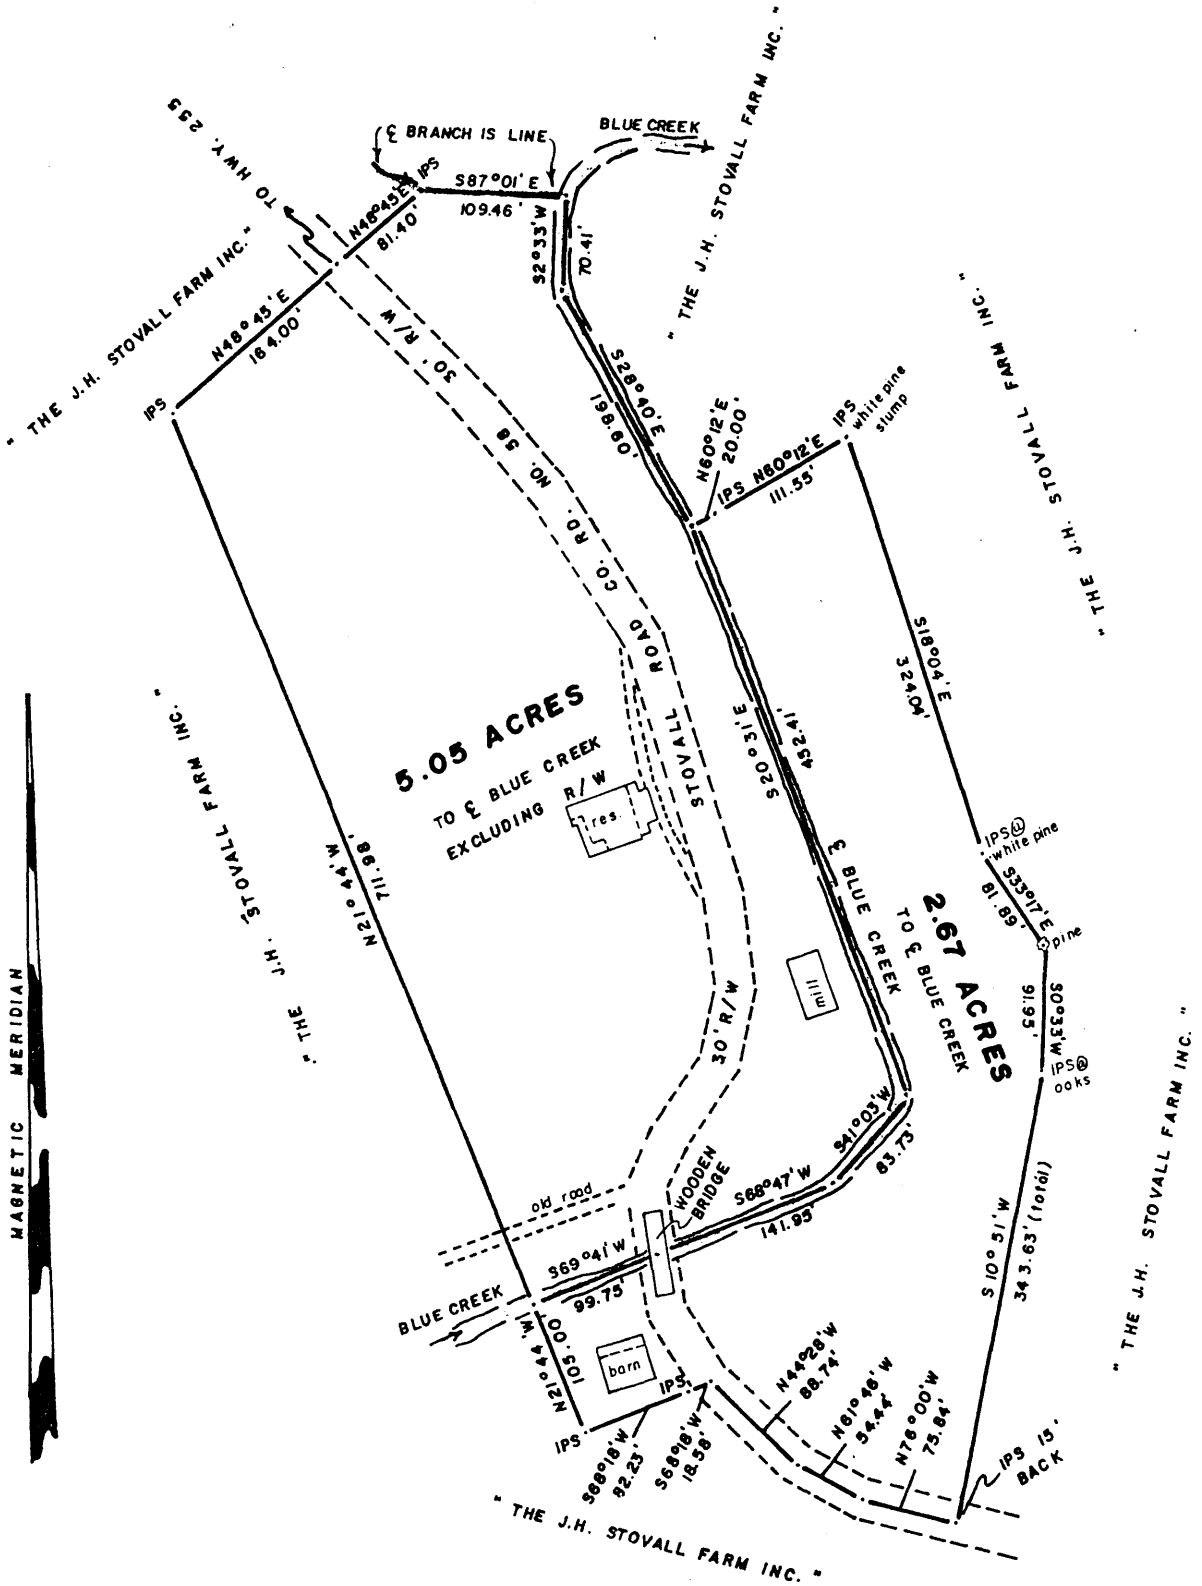 TO HWY. 255
℄ BRANCH IS LINE
BLUE CREEK
" THE J.H. STOVALL FARM INC. "
" THE J.H. STOVALL FARM INC. "
N48°45'E
81.40'
IPS
S87°01' E
109.46'
S2°33'W
70.41'
N48°45'E
164.00'
IPS
30' R/W
CO. RD. NO. 58
STOVALL ROAD
S28°40'E
198.60'
N60°12'E
20.00'
IPS
N60°12'E
111.55'
IPS
white pine
stump
" THE J.H. STOVALL FARM INC. "
S18°04'E
324.04'
5.05 ACRES
TO ℄ BLUE CREEK
EXCLUDING R/W
res.
S20°31'E
452.41'
℄ BLUE CREEK
" THE J.H. STOVALL FARM INC. "
N21°44'W
711.98'
IPS@
white pine
S33°17'E
81.89'
pine
2.67 ACRES
TO ℄ BLUE CREEK
mill
30' R/W
S0°33'W
91.95'
IPS@
oaks
MAGNETIC MERIDIAN
S41°03'W
83.73'
S68°47'W
141.95'
WOODEN
BRIDGE
old road
S69°41'W
99.75'
BLUE CREEK
N21°44'W
105.00'
barn
IPS
IPS
S68°18'W
82.23'
S68°18'W
18.58'
N44°28'W
88.74'
N61°46'W
54.44'
N76°00'W
75.84'
S10°51'W
343.63' (total)
IPS 15'
BACK
" THE J.H. STOVALL FARM INC. "
" THE J.H. STOVALL FARM INC. "